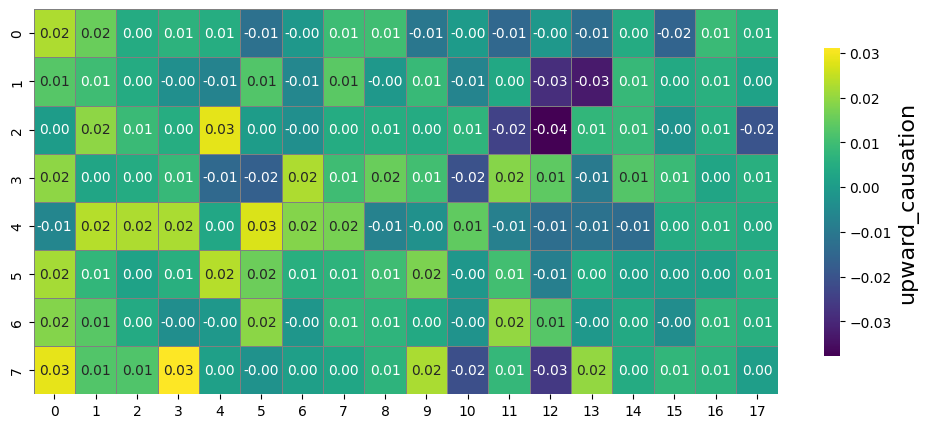 0 0.02 0.02 0.00 0.01 0.01 -0.01 -0.00 0.01 0.01 -0.01 -0.00 -0.01 -0.00 -0.01 0.00 -0.02 0.01 0.01
1 0.01 0.01 0.00 -0.00 -0.01 0.01 -0.01 0.01 -0.00 0.01 -0.01 0.00 -0.03 -0.03 0.01 0.00 0.01 0.00
2 0.00 0.02 0.01 0.00 0.03 0.00 -0.00 0.00 0.01 0.00 0.01 -0.02 -0.04 0.01 0.01 -0.00 0.01 -0.02
3 0.02 0.00 0.00 0.01 -0.01 -0.02 0.02 0.01 0.02 0.01 -0.02 0.02 0.01 -0.01 0.01 0.01 0.00 0.01
4 -0.01 0.02 0.02 0.02 0.00 0.03 0.02 0.02 -0.01 -0.00 0.01 -0.01 -0.01 -0.01 -0.01 0.00 0.01 0.00
5 0.02 0.01 0.00 0.01 0.02 0.02 0.01 0.01 0.01 0.02 -0.00 0.01 -0.01 0.00 0.00 0.00 0.00 0.01
6 0.02 0.01 0.00 -0.00 -0.00 0.02 -0.00 0.01 0.01 0.00 -0.00 0.02 0.01 -0.00 0.00 -0.00 0.01 0.01
7 0.03 0.01 0.01 0.03 0.00 -0.00 0.00 0.00 0.01 0.02 -0.02 0.01 -0.03 0.02 0.00 0.01 0.01 0.00
0 1 2 3 4 5 6 7 8 9 10 11 12 13 14 15 16 17
0.03
0.02
0.01
0.00
−0.01
−0.02
−0.03
upward_causation